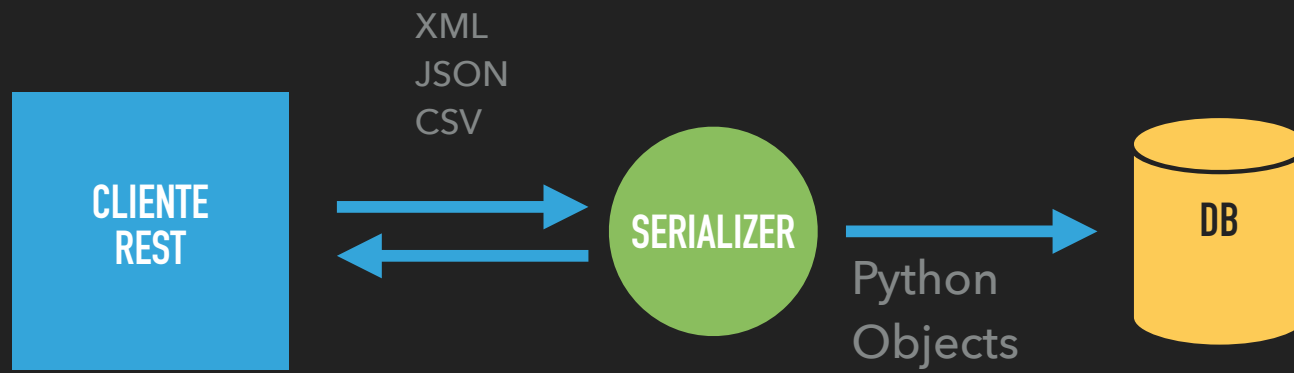 XML
JSON
CSV
CLIENTE
REST
SERIALIZER
DB
Python
Objects